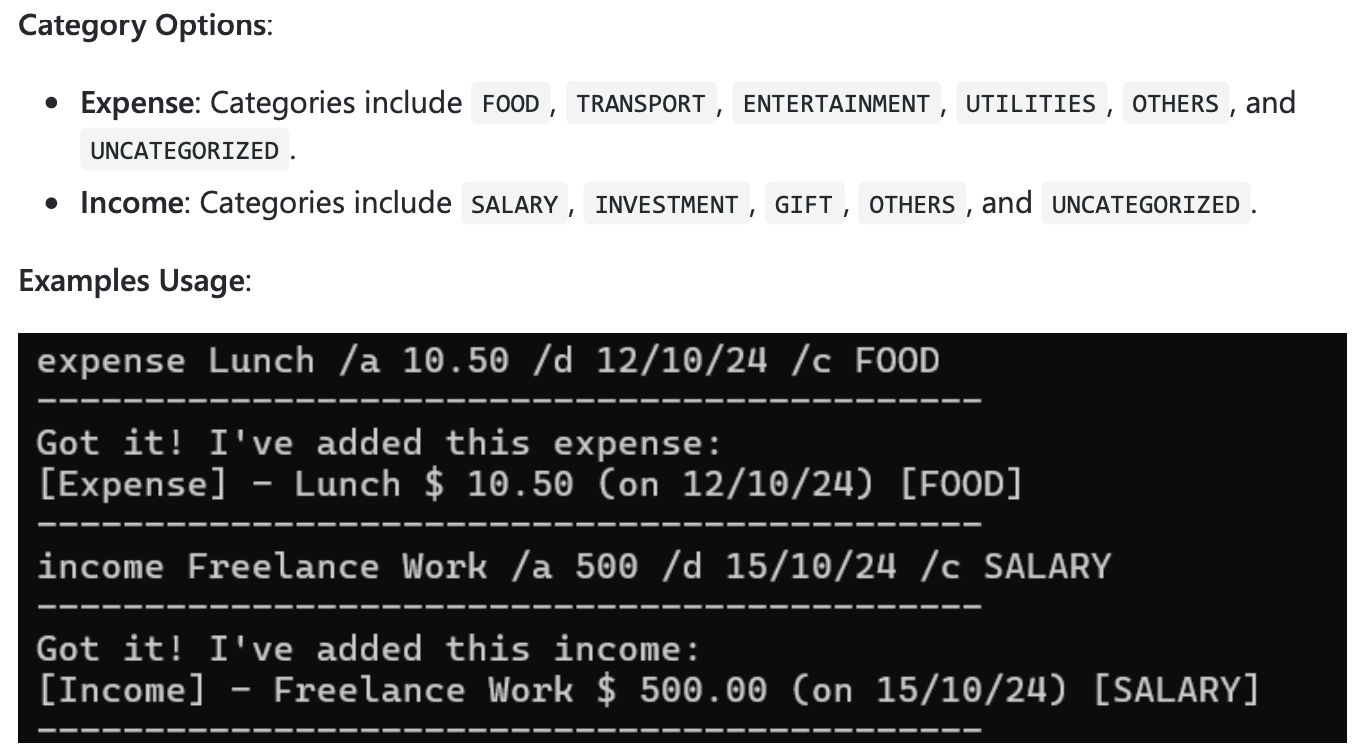 Category Options:
• Expense: Categories include FOOD, TRANSPORT, ENTERTAINMENT, UTILITIES, OTHERS, and
UNCATEGORIZED.
• Income: Categories include SALARY, INVESTMENT, GIFT, OTHERS, and UNCATEGORIZED.
Examples Usage:
expense Lunch /a 10.50 /d 12/10/24 /c FOOD
--------------------------------------------
Got it! I've added this expense:
[Expense] - Lunch $ 10.50 (on 12/10/24) [FOOD]
--------------------------------------------
income Freelance Work /a 500 /d 15/10/24 /c SALARY
--------------------------------------------
Got it! I've added this income:
[Income] - Freelance Work $ 500.00 (on 15/10/24) [SALARY]
--------------------------------------------